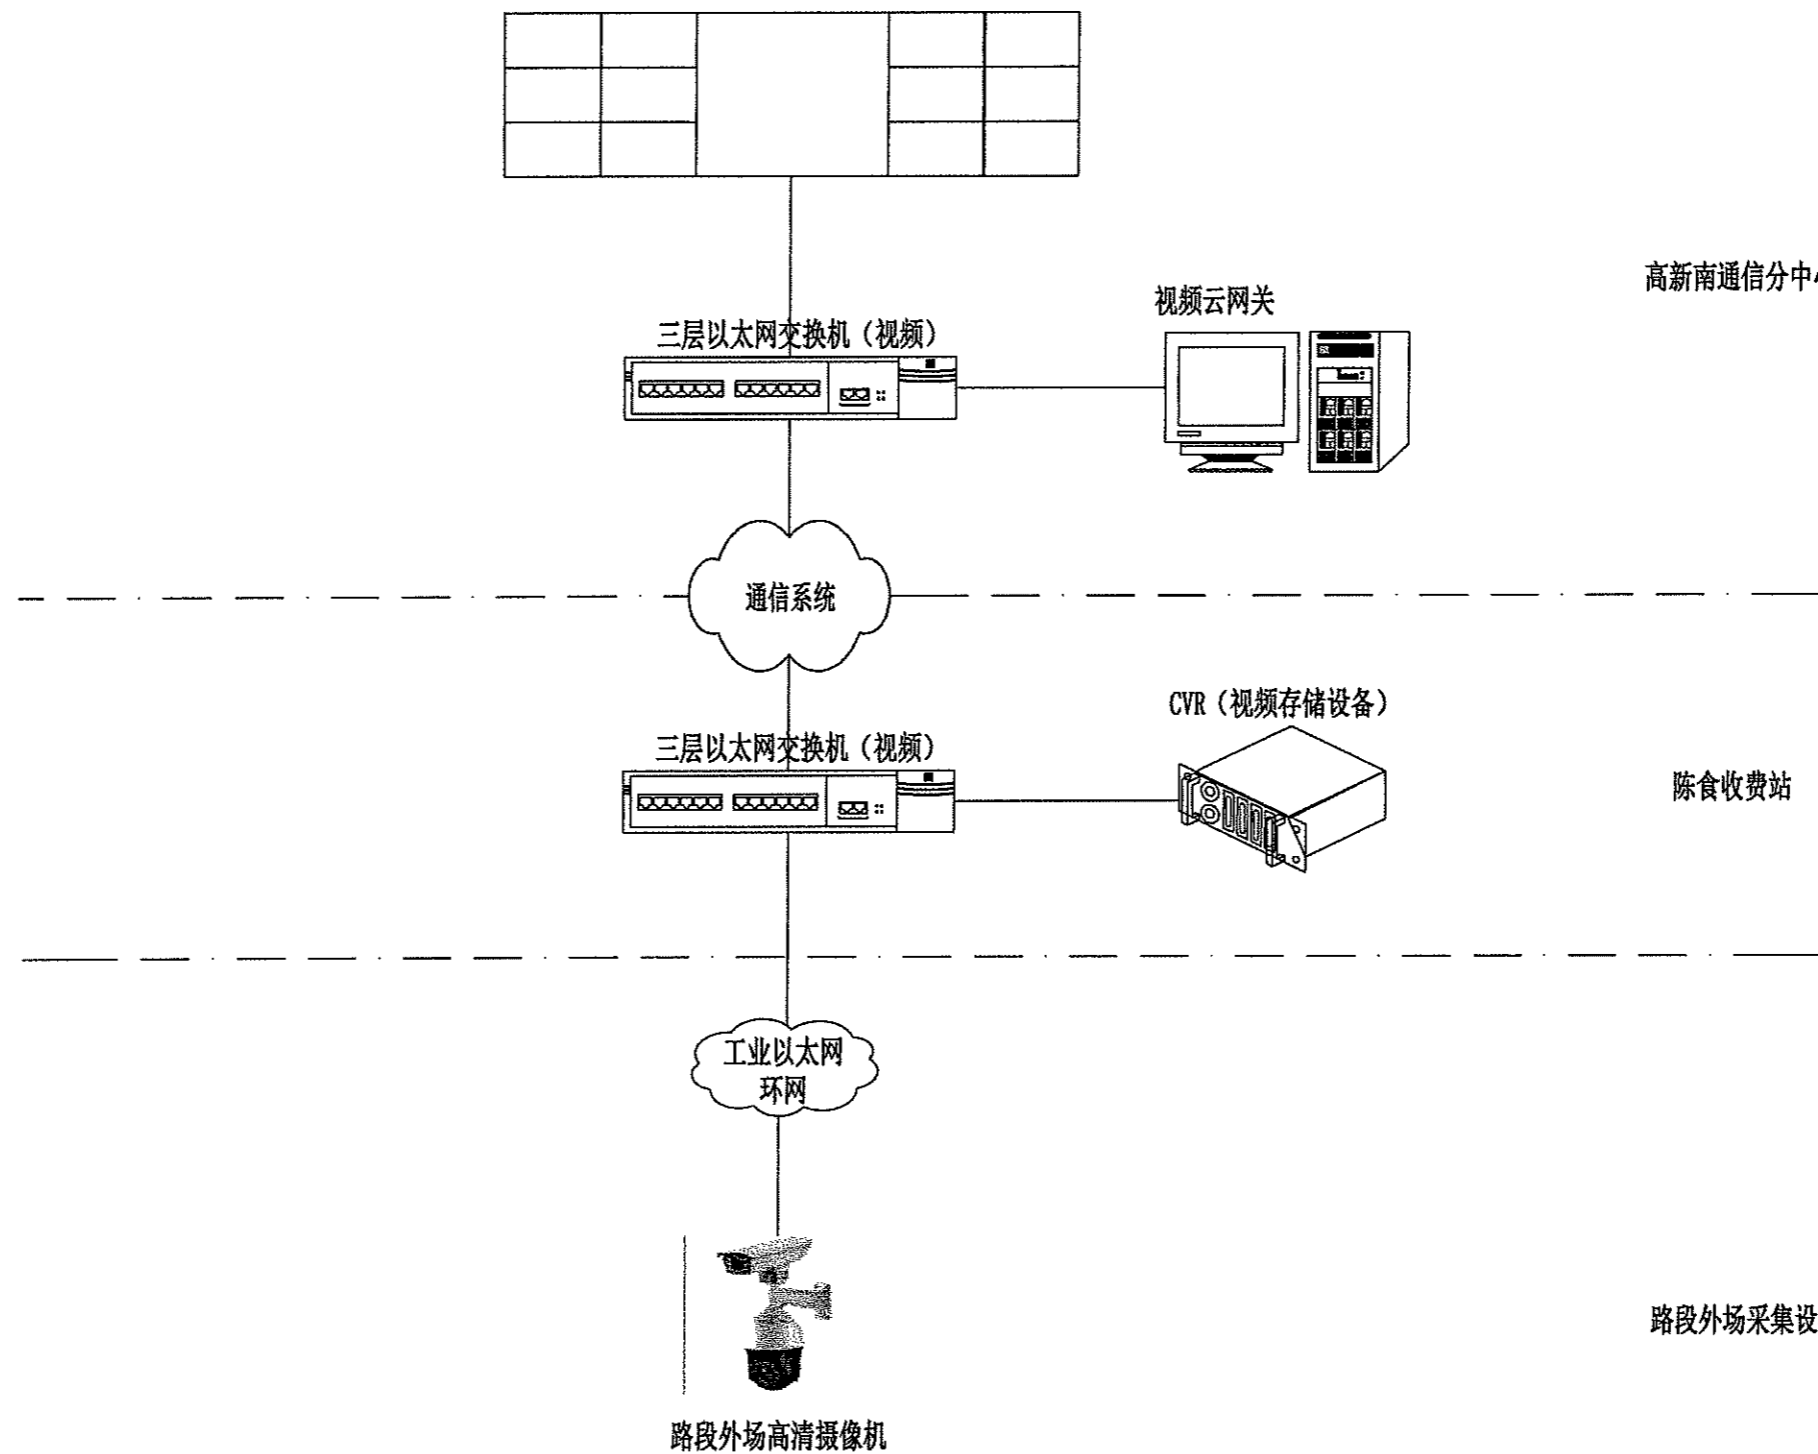 高新南通信分中
视频云网关
三层以太网交换机（视频）
通信系统
CVR（视频存储设备）
三层以太网交换机（视频）
陈食收费站
工业以太网
环网
路段外场采集设
路段外场高清摄像机